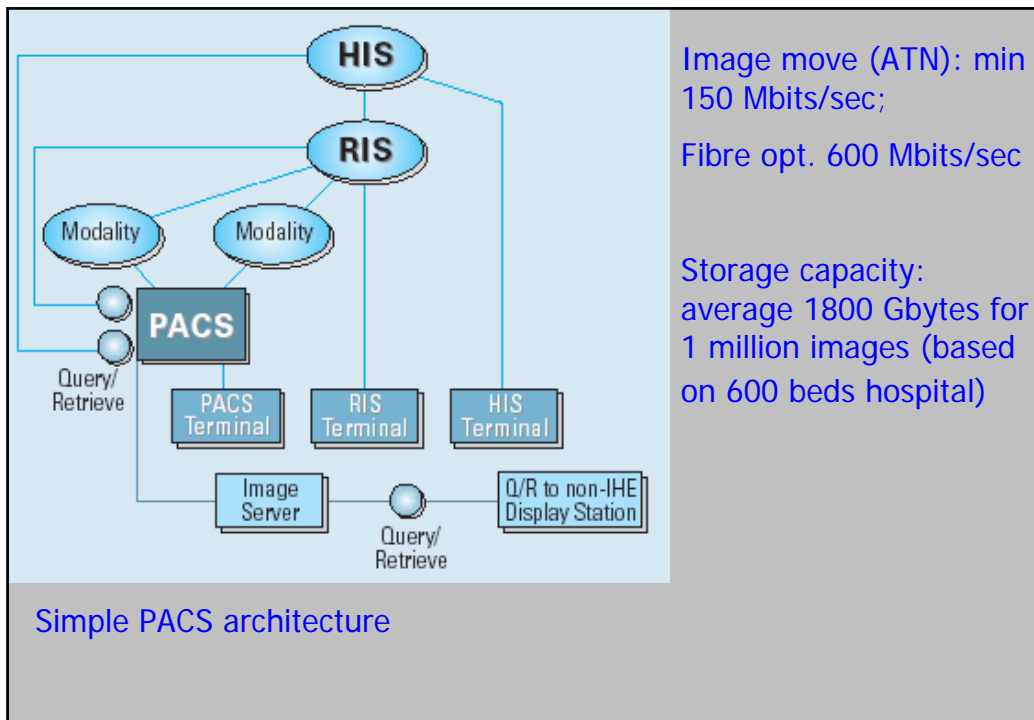 HIS
RIS
Modality
Modality
PACS
Query/
Retrieve
PACS
Terminal
RIS
Terminal
HIS
Terminal
Image
Server
Query/
Retrieve
Q/R to non-IHE
Display Station
Image move (ATN): min
150 Mbits/sec;
Fibre opt. 600 Mbits/sec
Storage capacity:
average 1800 Gbytes for
1 million images (based
on 600 beds hospital)
Simple PACS architecture